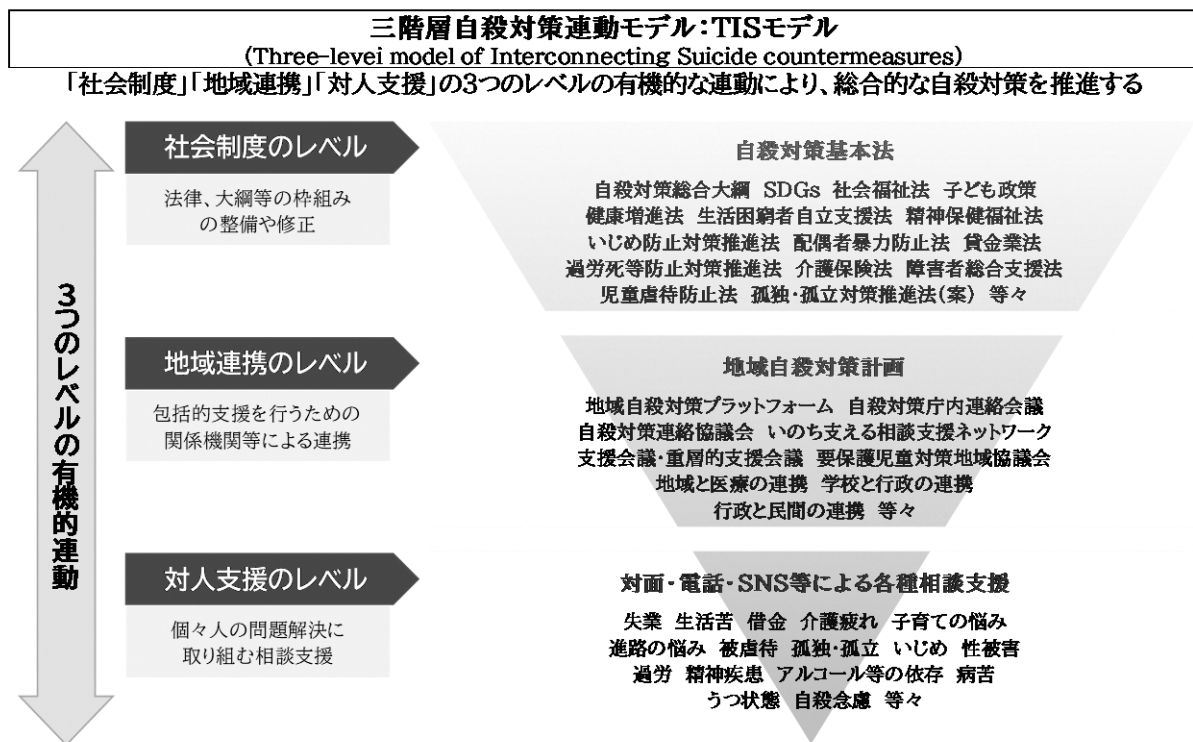 三階層自殺対策連動モデル：TISモデル
(Three-level model of Interconnecting Suicide countermeasures)
「社会制度」「地域連携」「対人支援」の3つのレベルの有機的な連動により、総合的な自殺対策を推進する
3つのレベルの有機的連動
社会制度のレベル
法律、大綱等の枠組み
の整備や修正
自殺対策基本法
自殺対策総合大綱 SDGs 社会福祉法 子ども政策
健康増進法 生活困窮者自立支援法 精神保健福祉法
いじめ防止対策推進法 配偶者暴力防止法 貸金業法
過労死等防止対策推進法 介護保険法 障害者総合支援法
児童虐待防止法 孤独・孤立対策推進法(案) 等々
地域連携のレベル
包括的支援を行うための
関係機関等による連携
地域自殺対策計画
地域自殺対策プラットフォーム 自殺対策庁内連絡会議
自殺対策連絡協議会 いのち支える相談支援ネットワーク
支援会議・重層的支援会議 要保護児童対策地域協議会
地域と医療の連携 学校と行政の連携
行政と民間の連携 等々
対人支援のレベル
個々人の問題解決に
取り組む相談支援
対面・電話・SNS等による各種相談支援
失業 生活苦 借金 介護疲れ 子育ての悩み
進路の悩み 被虐待 孤独・孤立 いじめ 性被害
過労 精神疾患 アルコール等の依存 病苦
うつ状態 自殺念慮 等々